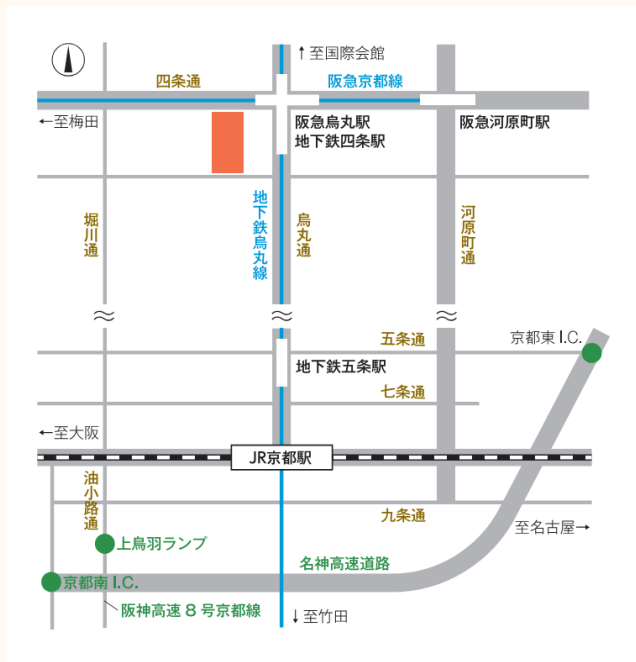 ↑至国際会館
四条通
阪急京都線
←至梅田
阪急烏丸駅
地下鉄四条駅
阪急河原町駅
堀川通
地下鉄烏丸線
烏丸通
河原町通
五条通
京都東 I.C.
地下鉄五条駅
七条通
←至大阪
JR京都駅
油小路通
九条通
至名古屋→
上鳥羽ランプ
名神高速道路
京都南 I.C.
阪神高速 8 号京都線
↓至竹田